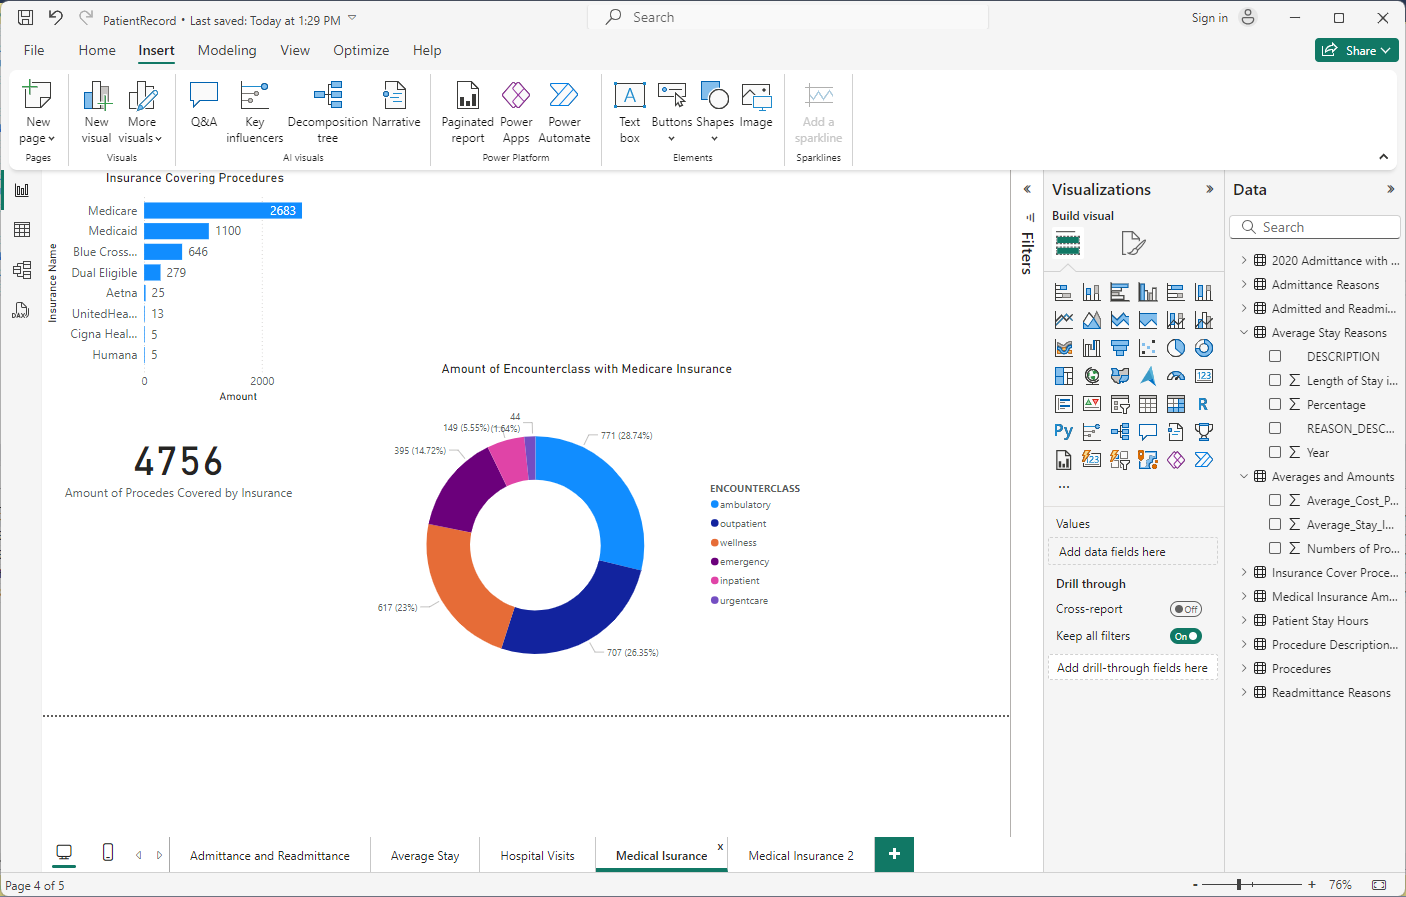 PatientRecord • Last saved: Today at 1:29 PM
Search
Sign in
File
Home
Insert
Modeling
View
Optimize
Help
Share
New page
Pages
New visual
More visuals
Visuals
Q&A
Key influencers
Decomposition tree
Narrative
AI visuals
Paginated report
Power Apps
Power Automate
Power Platform
Text box
Buttons
Shapes
Image
Elements
Add a sparkline
Sparklines
Insurance Covering Procedures
Insurance Name
Medicare 2683
Medicaid 1100
Blue Cross... 646
Dual Eligible 279
Aetna 25
UnitedHea... 13
Cigna Heal... 5
Humana 5
0 2000
Amount
4756
Amount of Procedes Covered by Insurance
Amount of Encounterclass with Medicare Insurance
44
(1.64%)
149 (5.55%)
771 (28.74%)
395 (14.72%)
617 (23%)
707 (26.35%)
ENCOUNTERCLASS
ambulatory
outpatient
wellness
emergency
inpatient
urgentcare
Filters
Visualizations
Build visual
123
R
Py
123
...
Values
Add data fields here
Drill through
Cross-report
Off
Keep all filters
On
Add drill-through fields here
Data
Search
2020 Admittance with ...
Admittance Reasons
Admitted and Readmi...
Average Stay Reasons
DESCRIPTION
Length of Stay i...
Percentage
REASON_DESC...
Year
Averages and Amounts
Average_Cost_P...
Average_Stay_I...
Numbers of Pro...
Insurance Cover Proce...
Medical Insurance Am...
Patient Stay Hours
Procedure Description...
Procedures
Readmittance Reasons
DAX
Admittance and Readmittance
Average Stay
Hospital Visits
Medical Isurance
x
Medical Insurance 2
+
Page 4 of 5
- + 76%